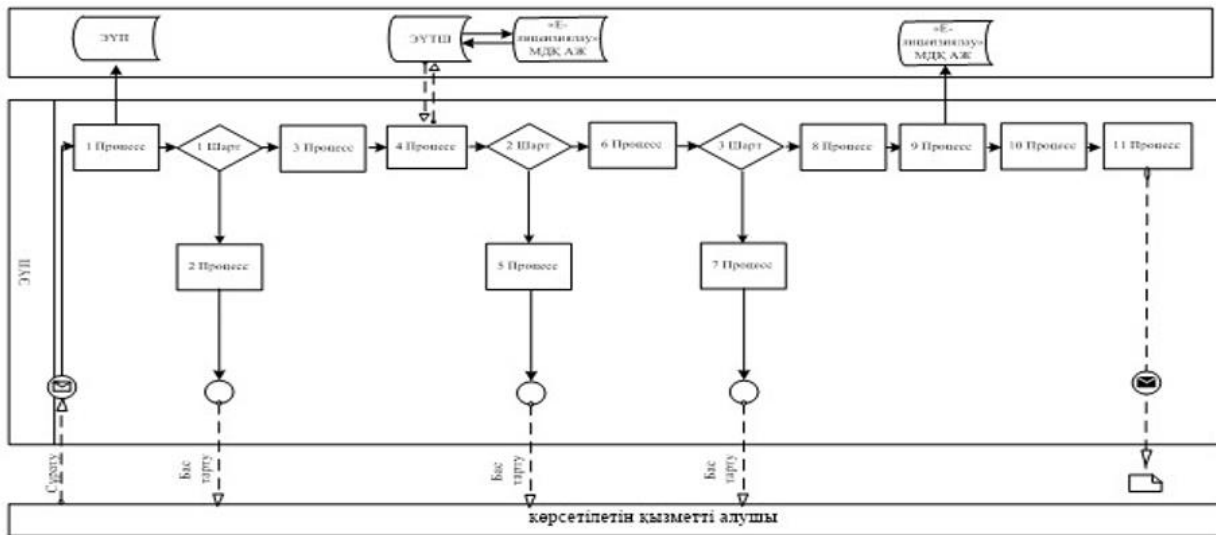 ЭҮП
ЭҮТШ
«Е-
лицензиялау»
МДҚ АЖ
«Е-
лицензиялау»
МДҚ АЖ
1 Процесс
1 Шарт
3 Процесс
4 Процесс
2 Шарт
6 Процесс
3 Шарт
8 Процесс
9 Процесс
10 Процесс
11 Процесс
2 Процесс
5 Процесс
7 Процесс
ЭҮП
Сұрату
Бас
тарту
Бас
тарту
Бас
тарту
көрсетілетін қызметті алушы